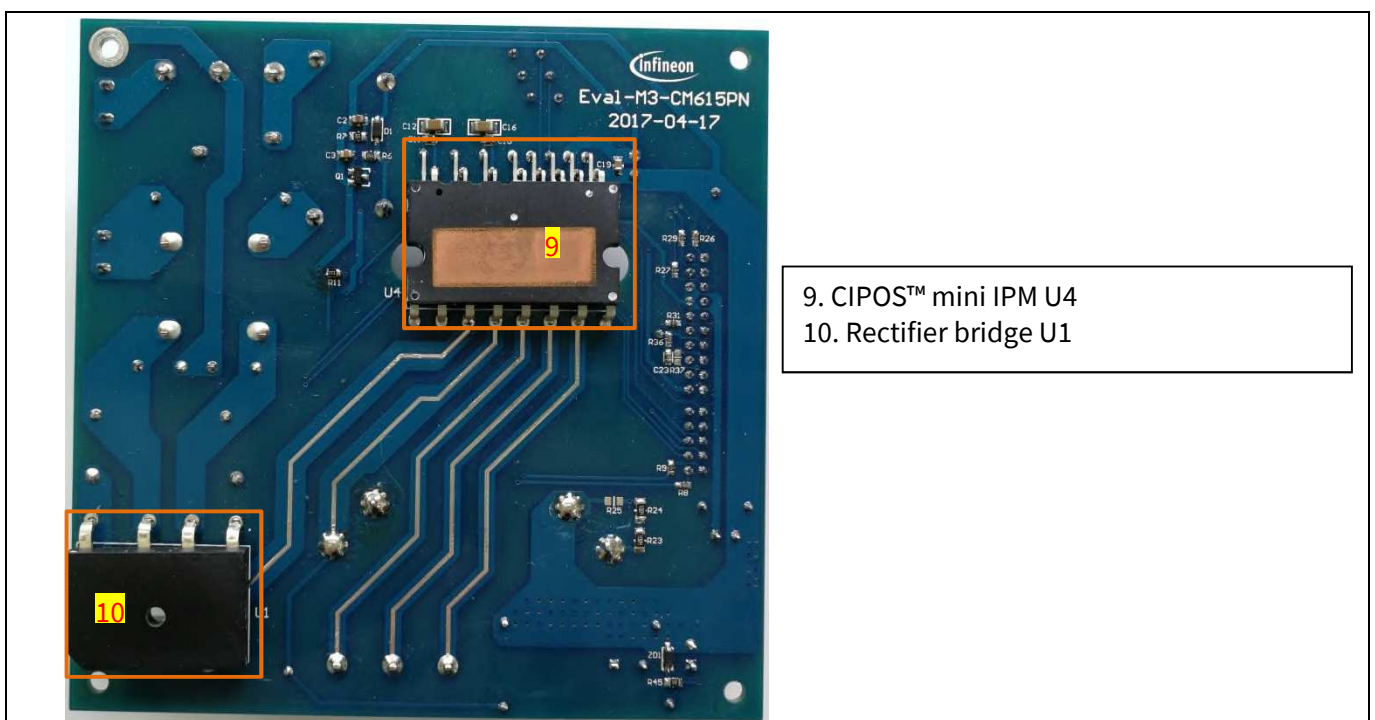 infineon
Eval-M3-CM615PN
2017-04-17
C2
R7
D1
C3
R6
Q1
C12
C16
C19
9
U4
R11
R29
R26
R27
R31
R36
C23
R37
R9
R8
R25
R24
R23
10
U1
ZD1
R45
9. CIPOS™ mini IPM U4
10. Rectifier bridge U1